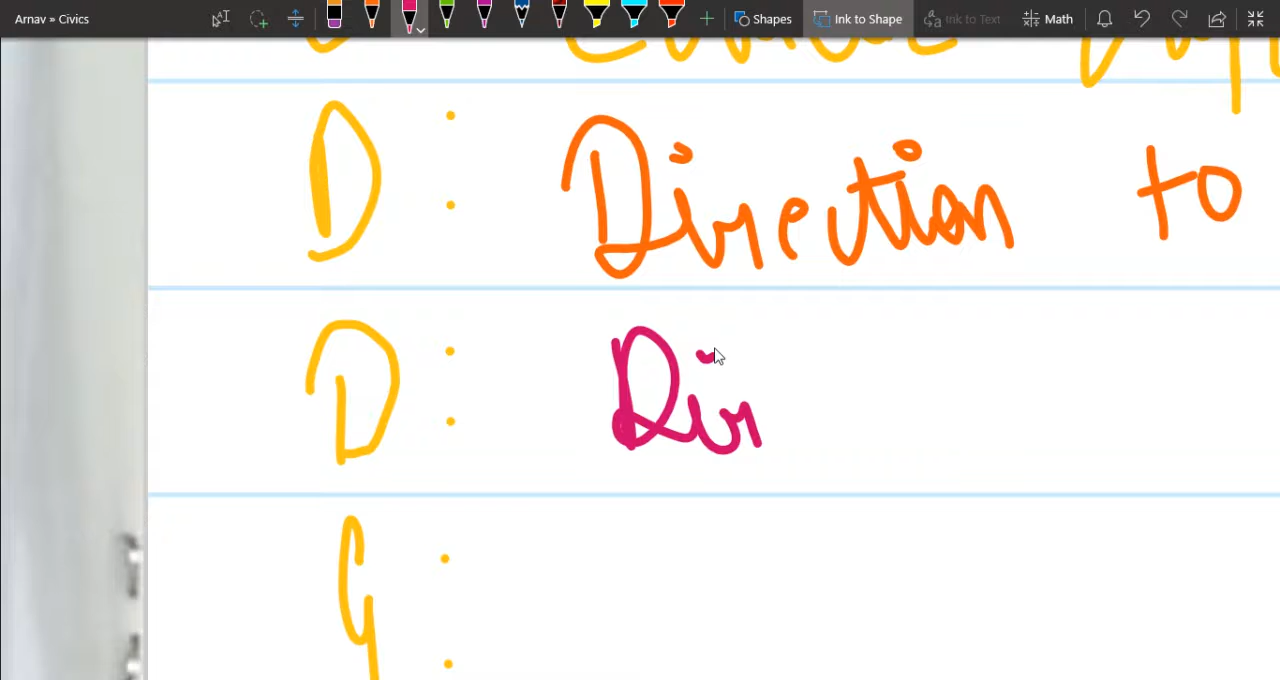 Arnav » Civics Shapes Ink to Shape Ink to Text Math
D : Direction to
D : Dir
G :